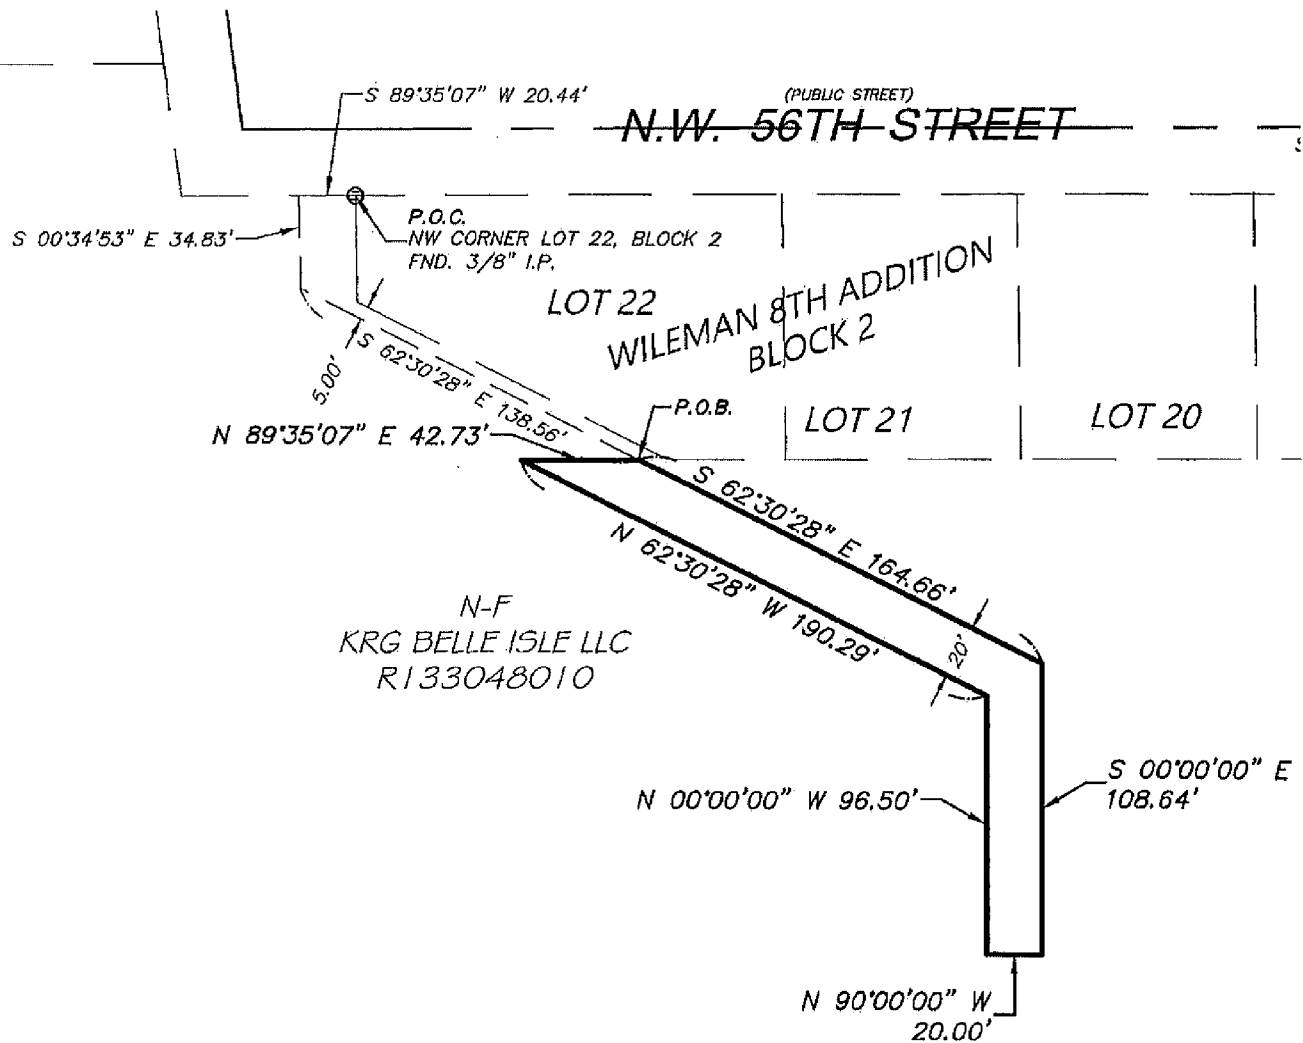 S 89°35'07" W 20.44'
(PUBLIC STREET)
N.W. 56TH STREET
S 00°34'53" E 34.83'
P.O.C.
NW CORNER LOT 22, BLOCK 2
FND. 3/8" I.P.
LOT 22
WILEMAN 8TH ADDITION
BLOCK 2
5.00'
S 62°30'28" E 138.56'
N 89°35'07" E 42.73'
P.O.B.
LOT 21
LOT 20
S 62°30'28" E 164.66'
N 62°30'28" W 190.29'
20'
N-F
KRG BELLE ISLE LLC
R133048010
N 00°00'00" W 96.50'
S 00°00'00" E
108.64'
N 90°00'00" W
20.00'